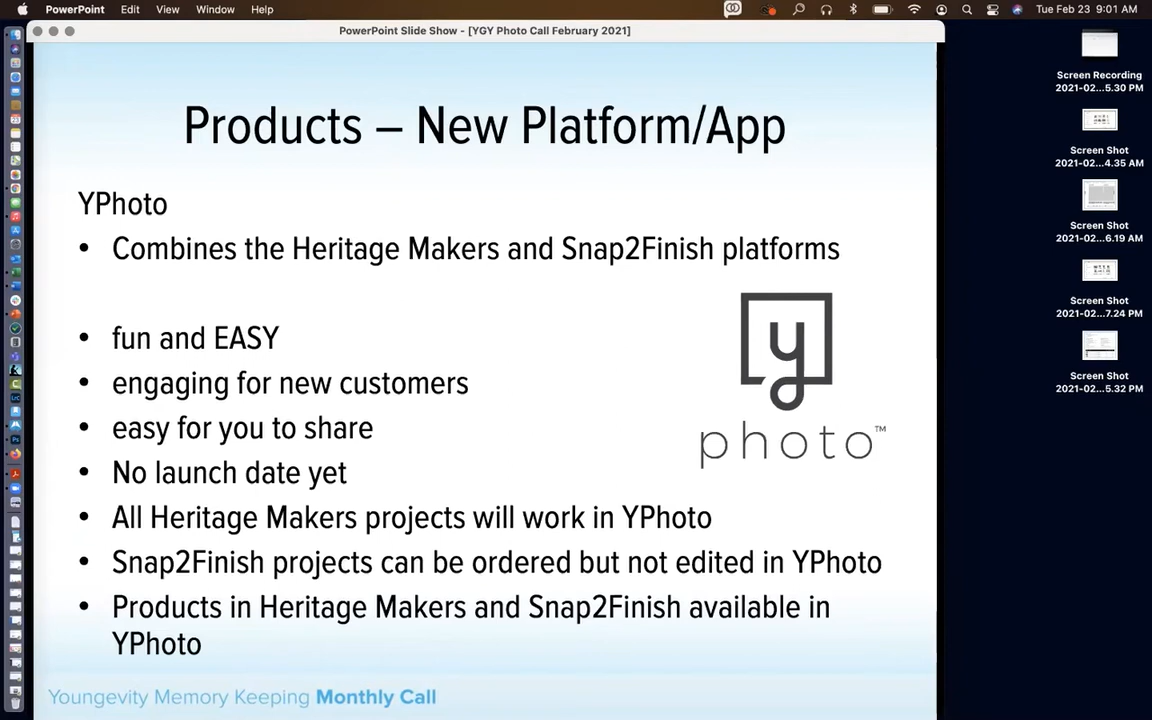 PowerPoint Edit View Window Help Tue Feb 23 9:01 AM
PowerPoint Slide Show - [YGY Photo Call February 2021]
Products – New Platform/App
YPhoto
• Combines the Heritage Makers and Snap2Finish platforms
• fun and EASY
• engaging for new customers
• easy for you to share
• No launch date yet
• All Heritage Makers projects will work in YPhoto
• Snap2Finish projects can be ordered but not edited in YPhoto
• Products in Heritage Makers and Snap2Finish available in
YPhoto
y
photo™
Youngevity Memory Keeping Monthly Call
Screen Recording
2021-02...5.30 PM
Screen Shot
2021-02...4.35 AM
Screen Shot
2021-02...6.19 AM
Screen Shot
2021-02...7.24 PM
Screen Shot
2021-02...5.32 PM